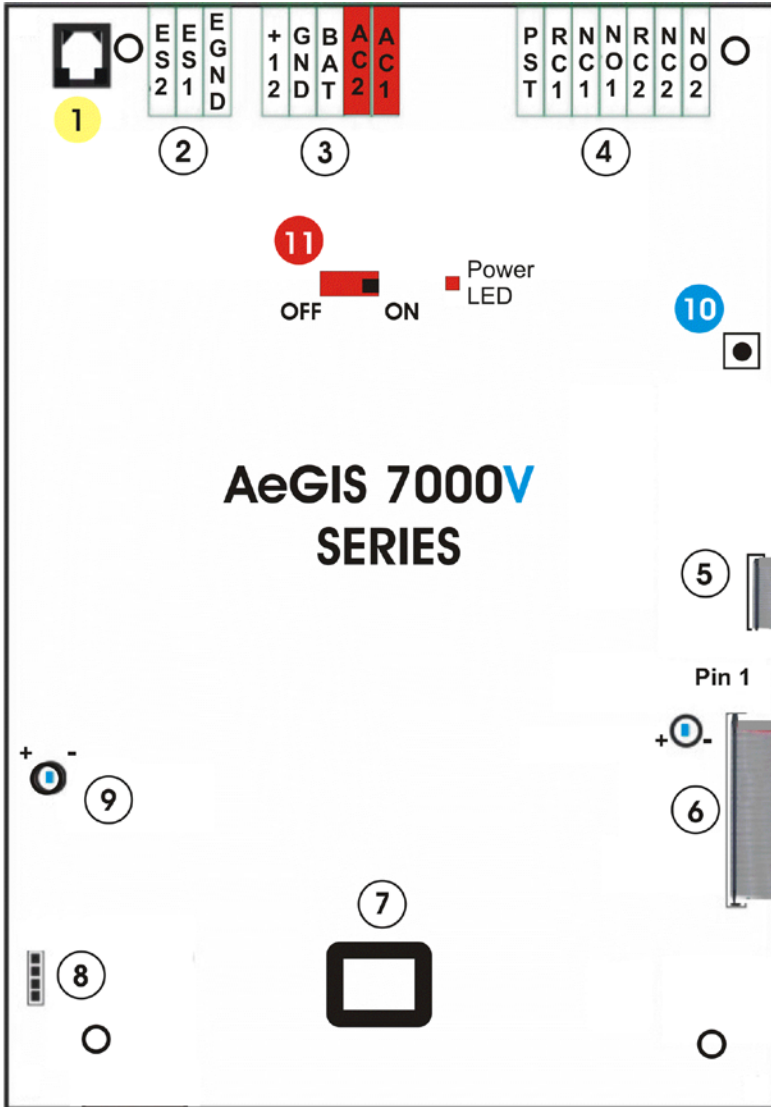 ES2
ES1
EGND
+12
GND
BAT
AC2
AC1
PST
RC1
NC1
NO1
RC2
NC2
NO2
1
2
3
4
11
Power
LED
OFF
ON
10
AeGIS 7000V
SERIES
5
Pin 1
+ -
6
+ -
9
7
8